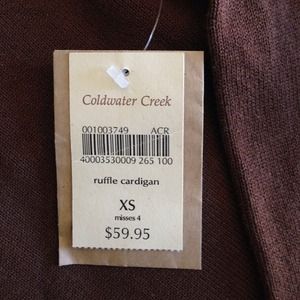 Coldwater Creek
001003749 ACR
40003530009 265 100
ruffle cardigan
XS
misses 4
$59.95